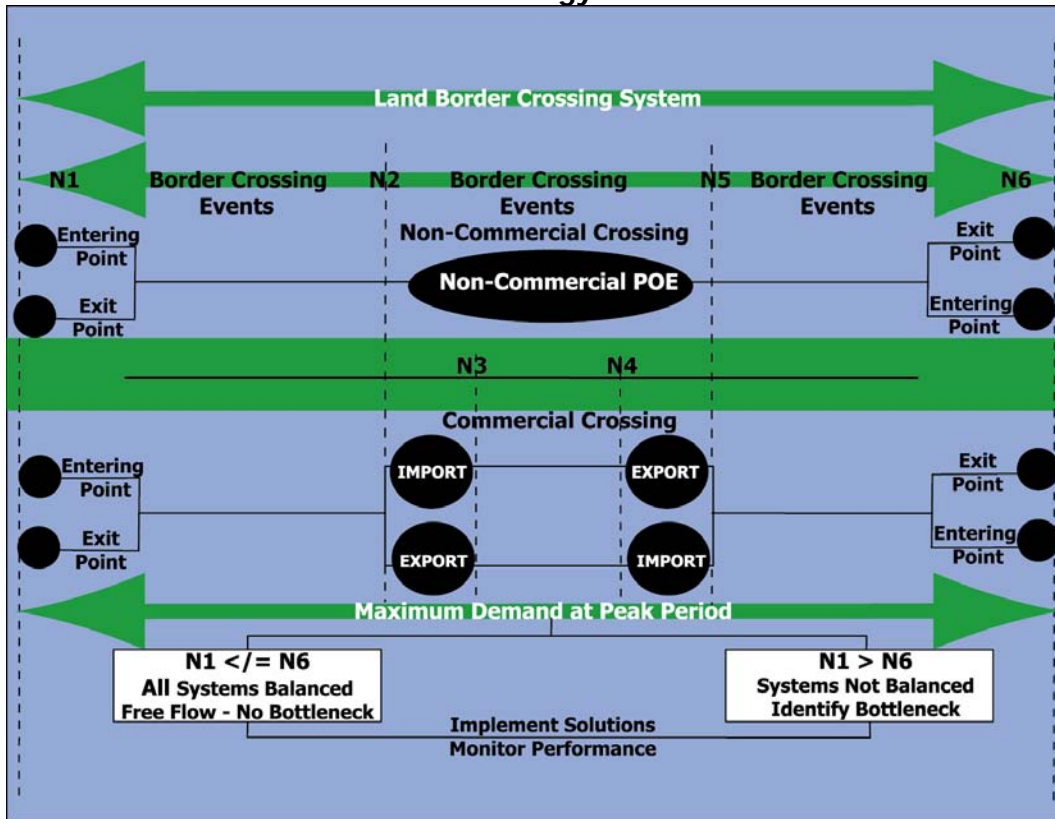 Land Border Crossing System
N1 Border Crossing N2 Border Crossing N5 Border Crossing N6
Events Events Events
Non-Commercial Crossing
Entering
Point
Exit
Point
Non-Commercial POE
Exit
Point
Entering
Point
N3 N4
Commercial Crossing
Entering
Point
Exit
Point
IMPORT
EXPORT
EXPORT
IMPORT
Exit
Point
Entering
Point
Maximum Demand at Peak Period
N1 </= N6
All Systems Balanced
Free Flow - No Bottleneck
N1 > N6
Systems Not Balanced
Identify Bottleneck
Implement Solutions
Monitor Performance